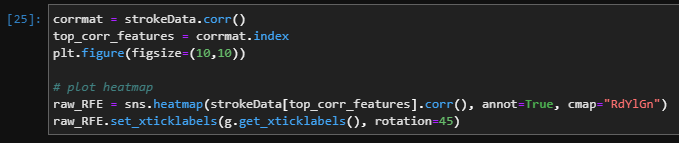 [25]: corrmat = strokeData.corr()
top_corr_features = corrmat.index
plt.figure(figsize=(10,10))
# plot heatmap
raw_RFE = sns.heatmap(strokeData[top_corr_features].corr(), annot=True, cmap="RdYlGn")
raw_RFE.set_xticklabels(g.get_xticklabels(), rotation=45)